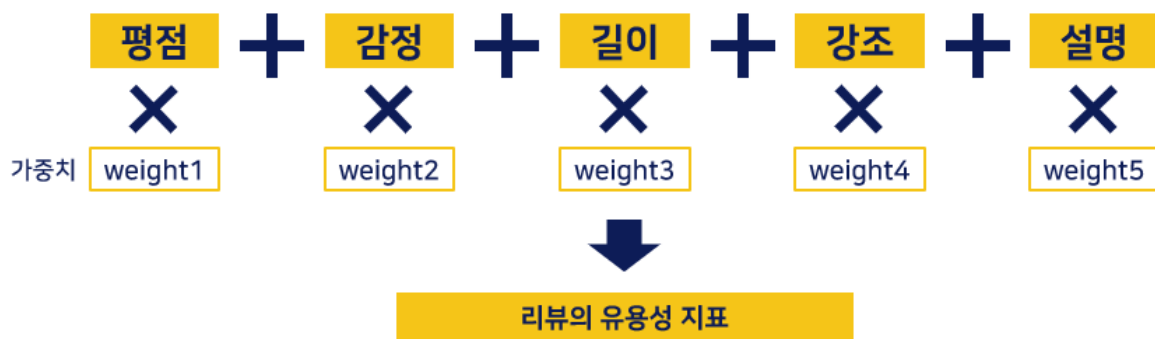 평점 + 감정 + 길이 + 강조 + 설명
× × × × ×
가중치 weight1 weight2 weight3 weight4 weight5
리뷰의 유용성 지표